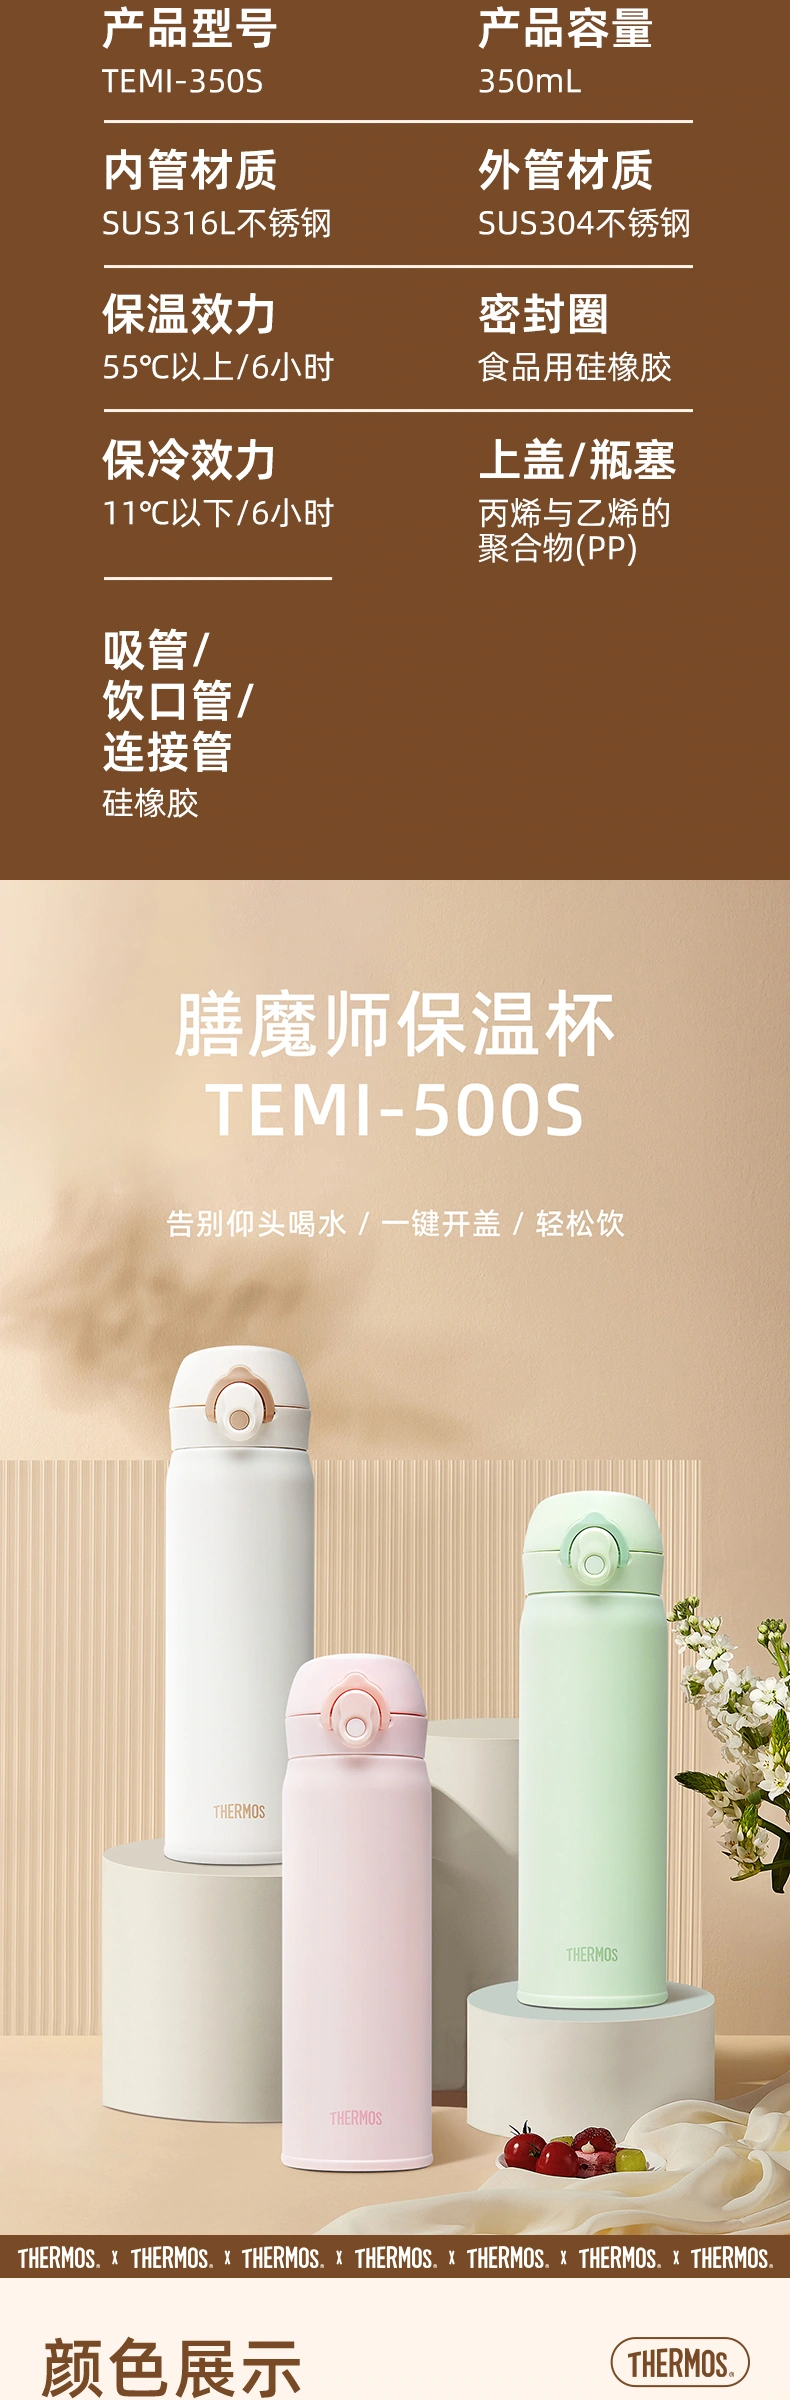 产品型号
TEMI-350S
产品容量
350mL
内管材质
SUS316L不锈钢
外管材质
SUS304不锈钢
保温效力
55℃以上/6小时
密封圈
食品用硅橡胶
保冷效力
11℃以下/6小时
上盖/瓶塞
丙烯与乙烯的
聚合物(PP)
吸管/
饮口管/
连接管
硅橡胶
膳魔师保温杯
TEMI-500S
告别仰头喝水 / 一键开盖 / 轻松饮
THERMOS
THERMOS
THERMOS
THERMOS. x THERMOS. x THERMOS. x THERMOS. x THERMOS. x THERMOS. x THERMOS.
颜色展示
THERMOS.